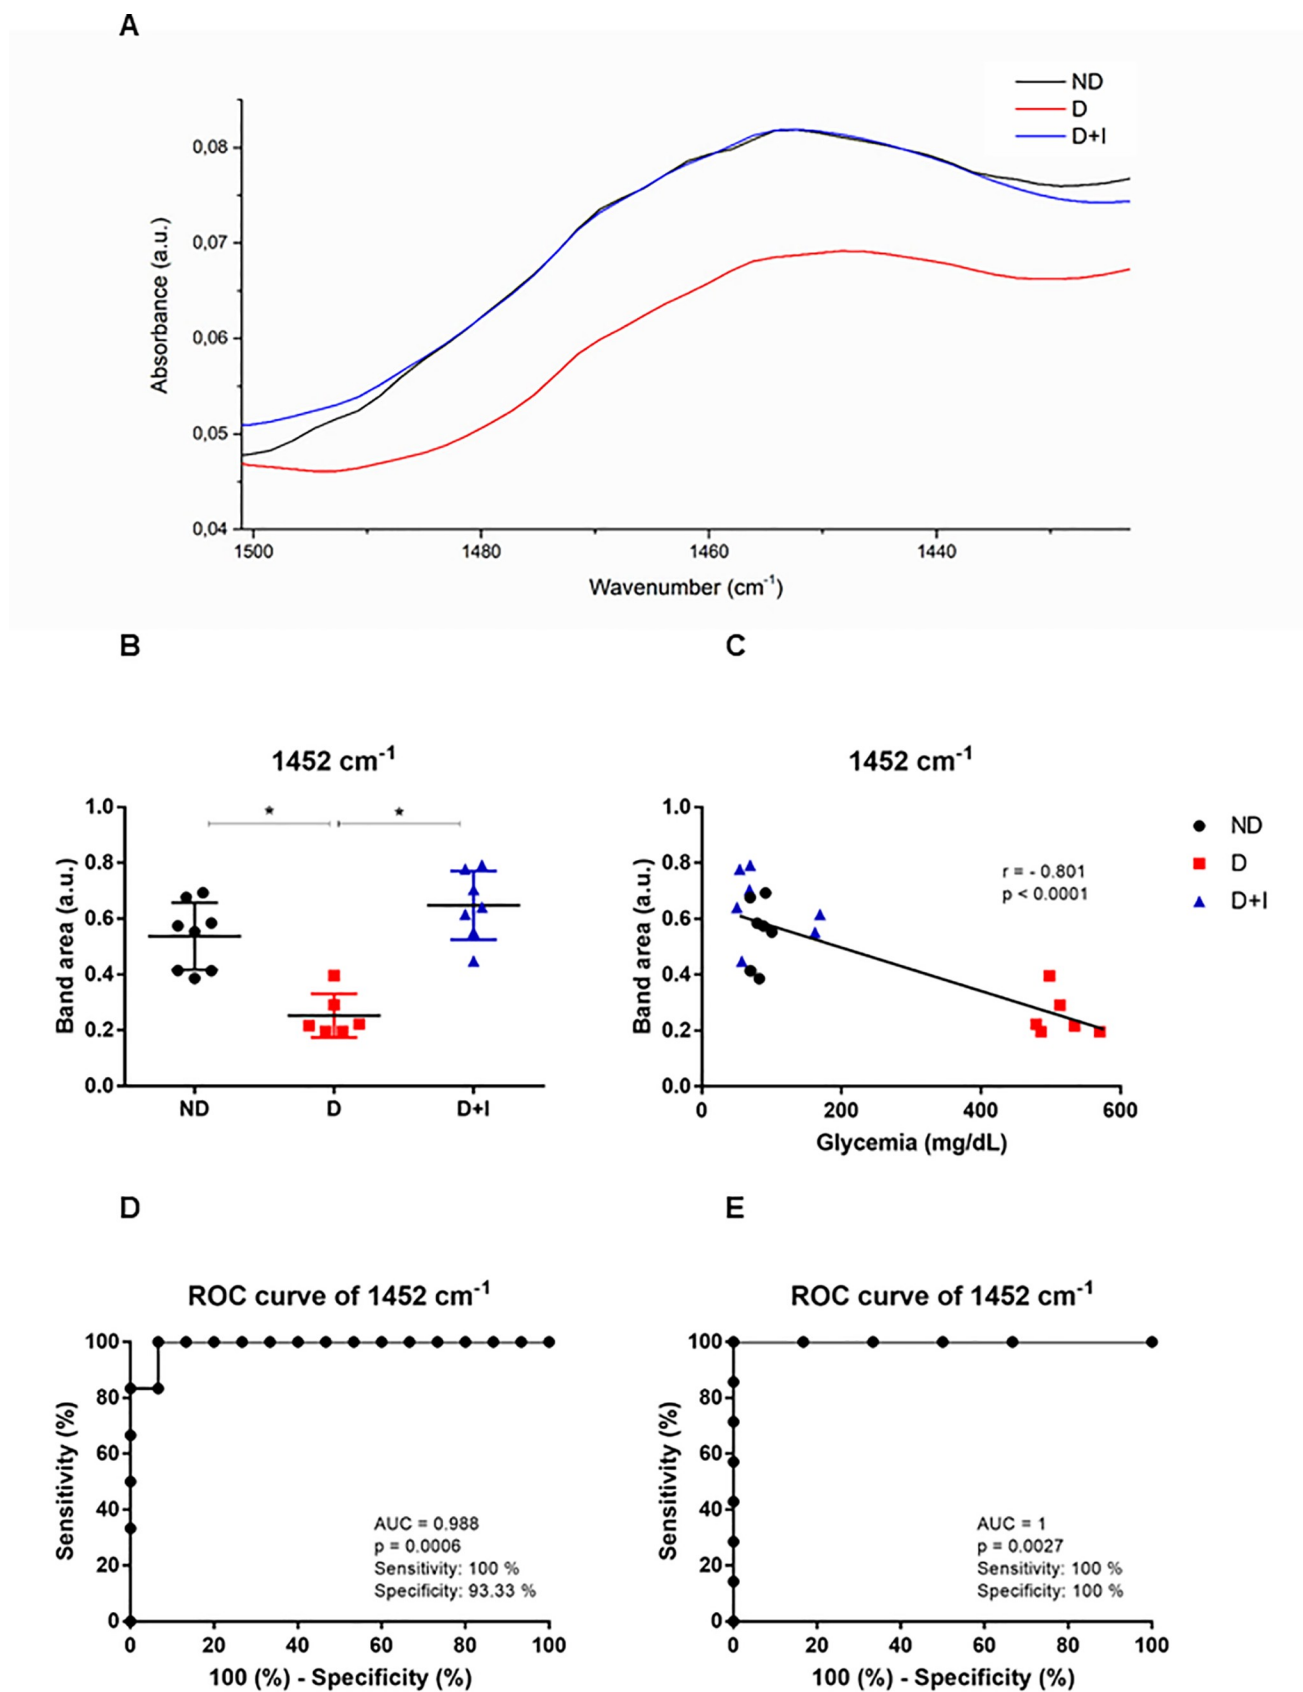 A
ND
D
D+I
0,08
0,07
0,06
0,05
0,04
Absorbance (a.u.)
1500 1480 1460 1440
Wavenumber (cm⁻¹)
B
1452 cm⁻¹
* *
1.0
0.8
0.6
0.4
0.2
0.0
Band area (a.u.)
ND D D+I
C
1452 cm⁻¹
1.0
0.8
0.6
0.4
0.2
0.0
Band area (a.u.)
r = - 0.801
p < 0.0001
0 200 400 600
Glycemia (mg/dL)
ND
D
D+I
D
ROC curve of 1452 cm⁻¹
100
80
60
40
20
0
Sensitivity (%)
AUC = 0.988
p = 0.0006
Sensitivity: 100 %
Specificity: 93.33 %
0 20 40 60 80 100
100 (%) - Specificity (%)
E
ROC curve of 1452 cm⁻¹
100
80
60
40
20
0
Sensitivity (%)
AUC = 1
p = 0.0027
Sensitivity: 100 %
Specificity: 100 %
0 20 40 60 80 100
100 (%) - Specificity (%)